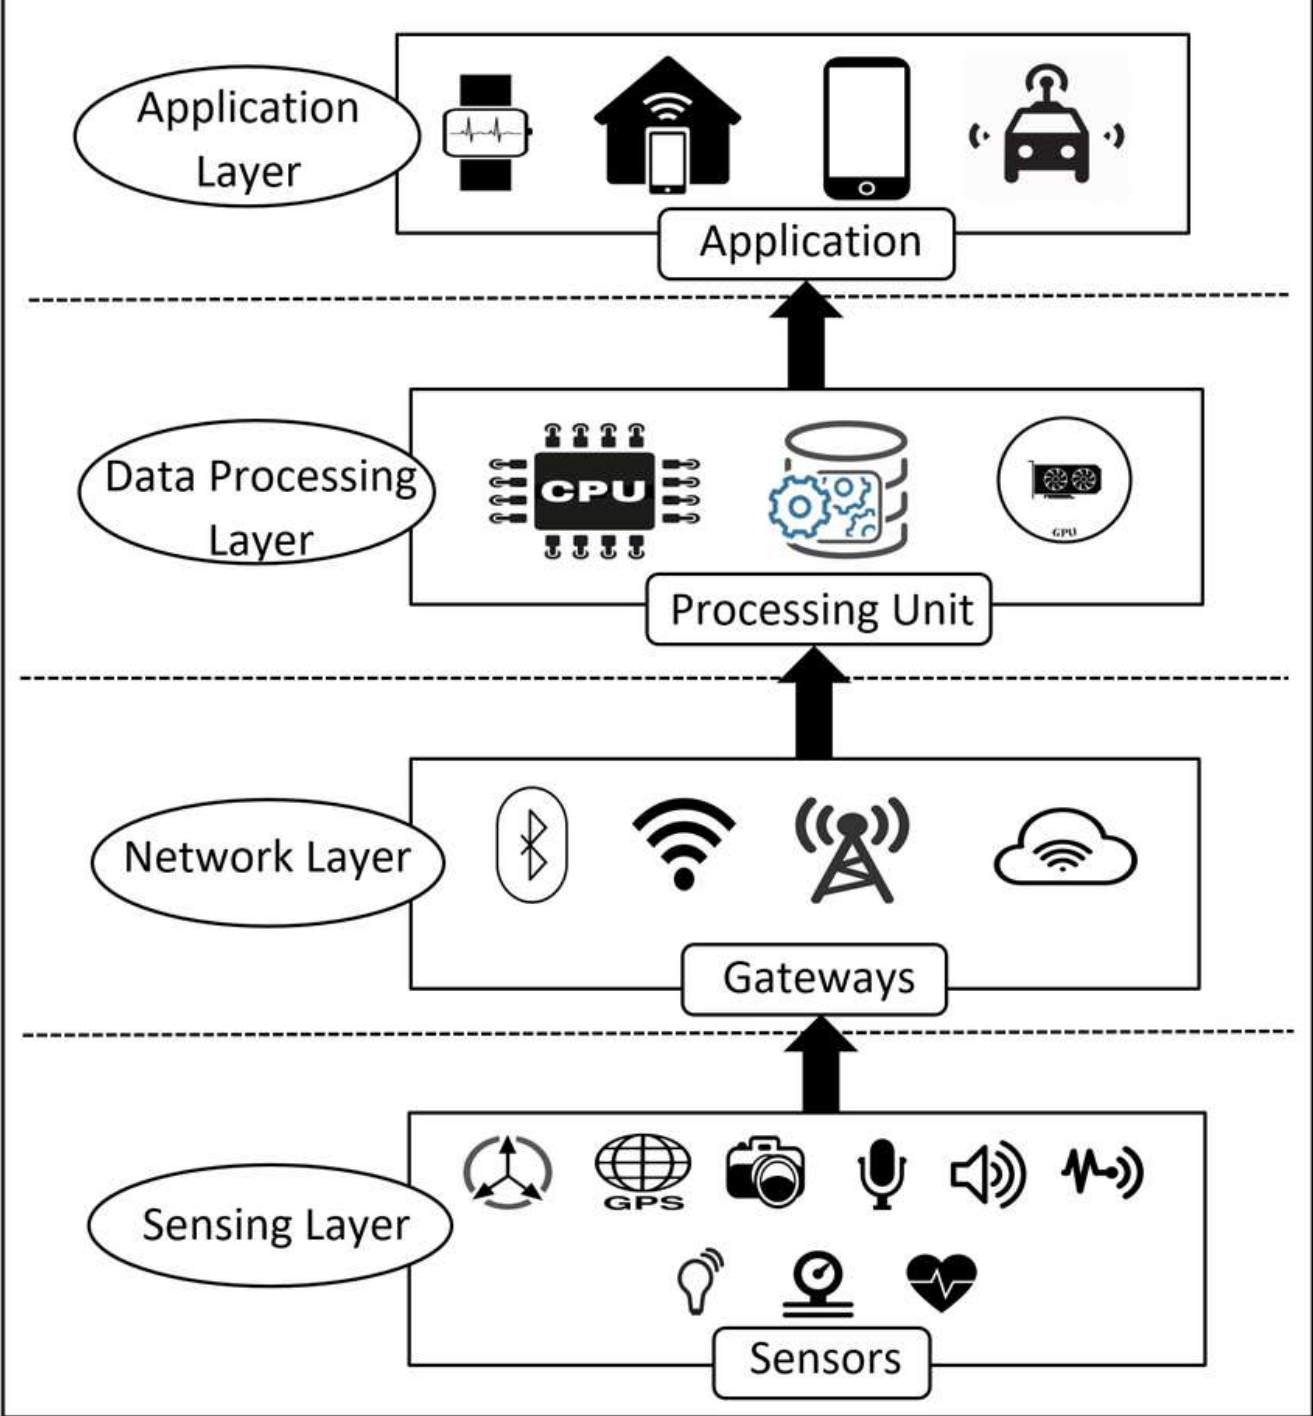 Application
Layer
Application
Data Processing
Layer
CPU
GPU
Processing Unit
Network Layer
Gateways
GPS
Sensing Layer
Sensors